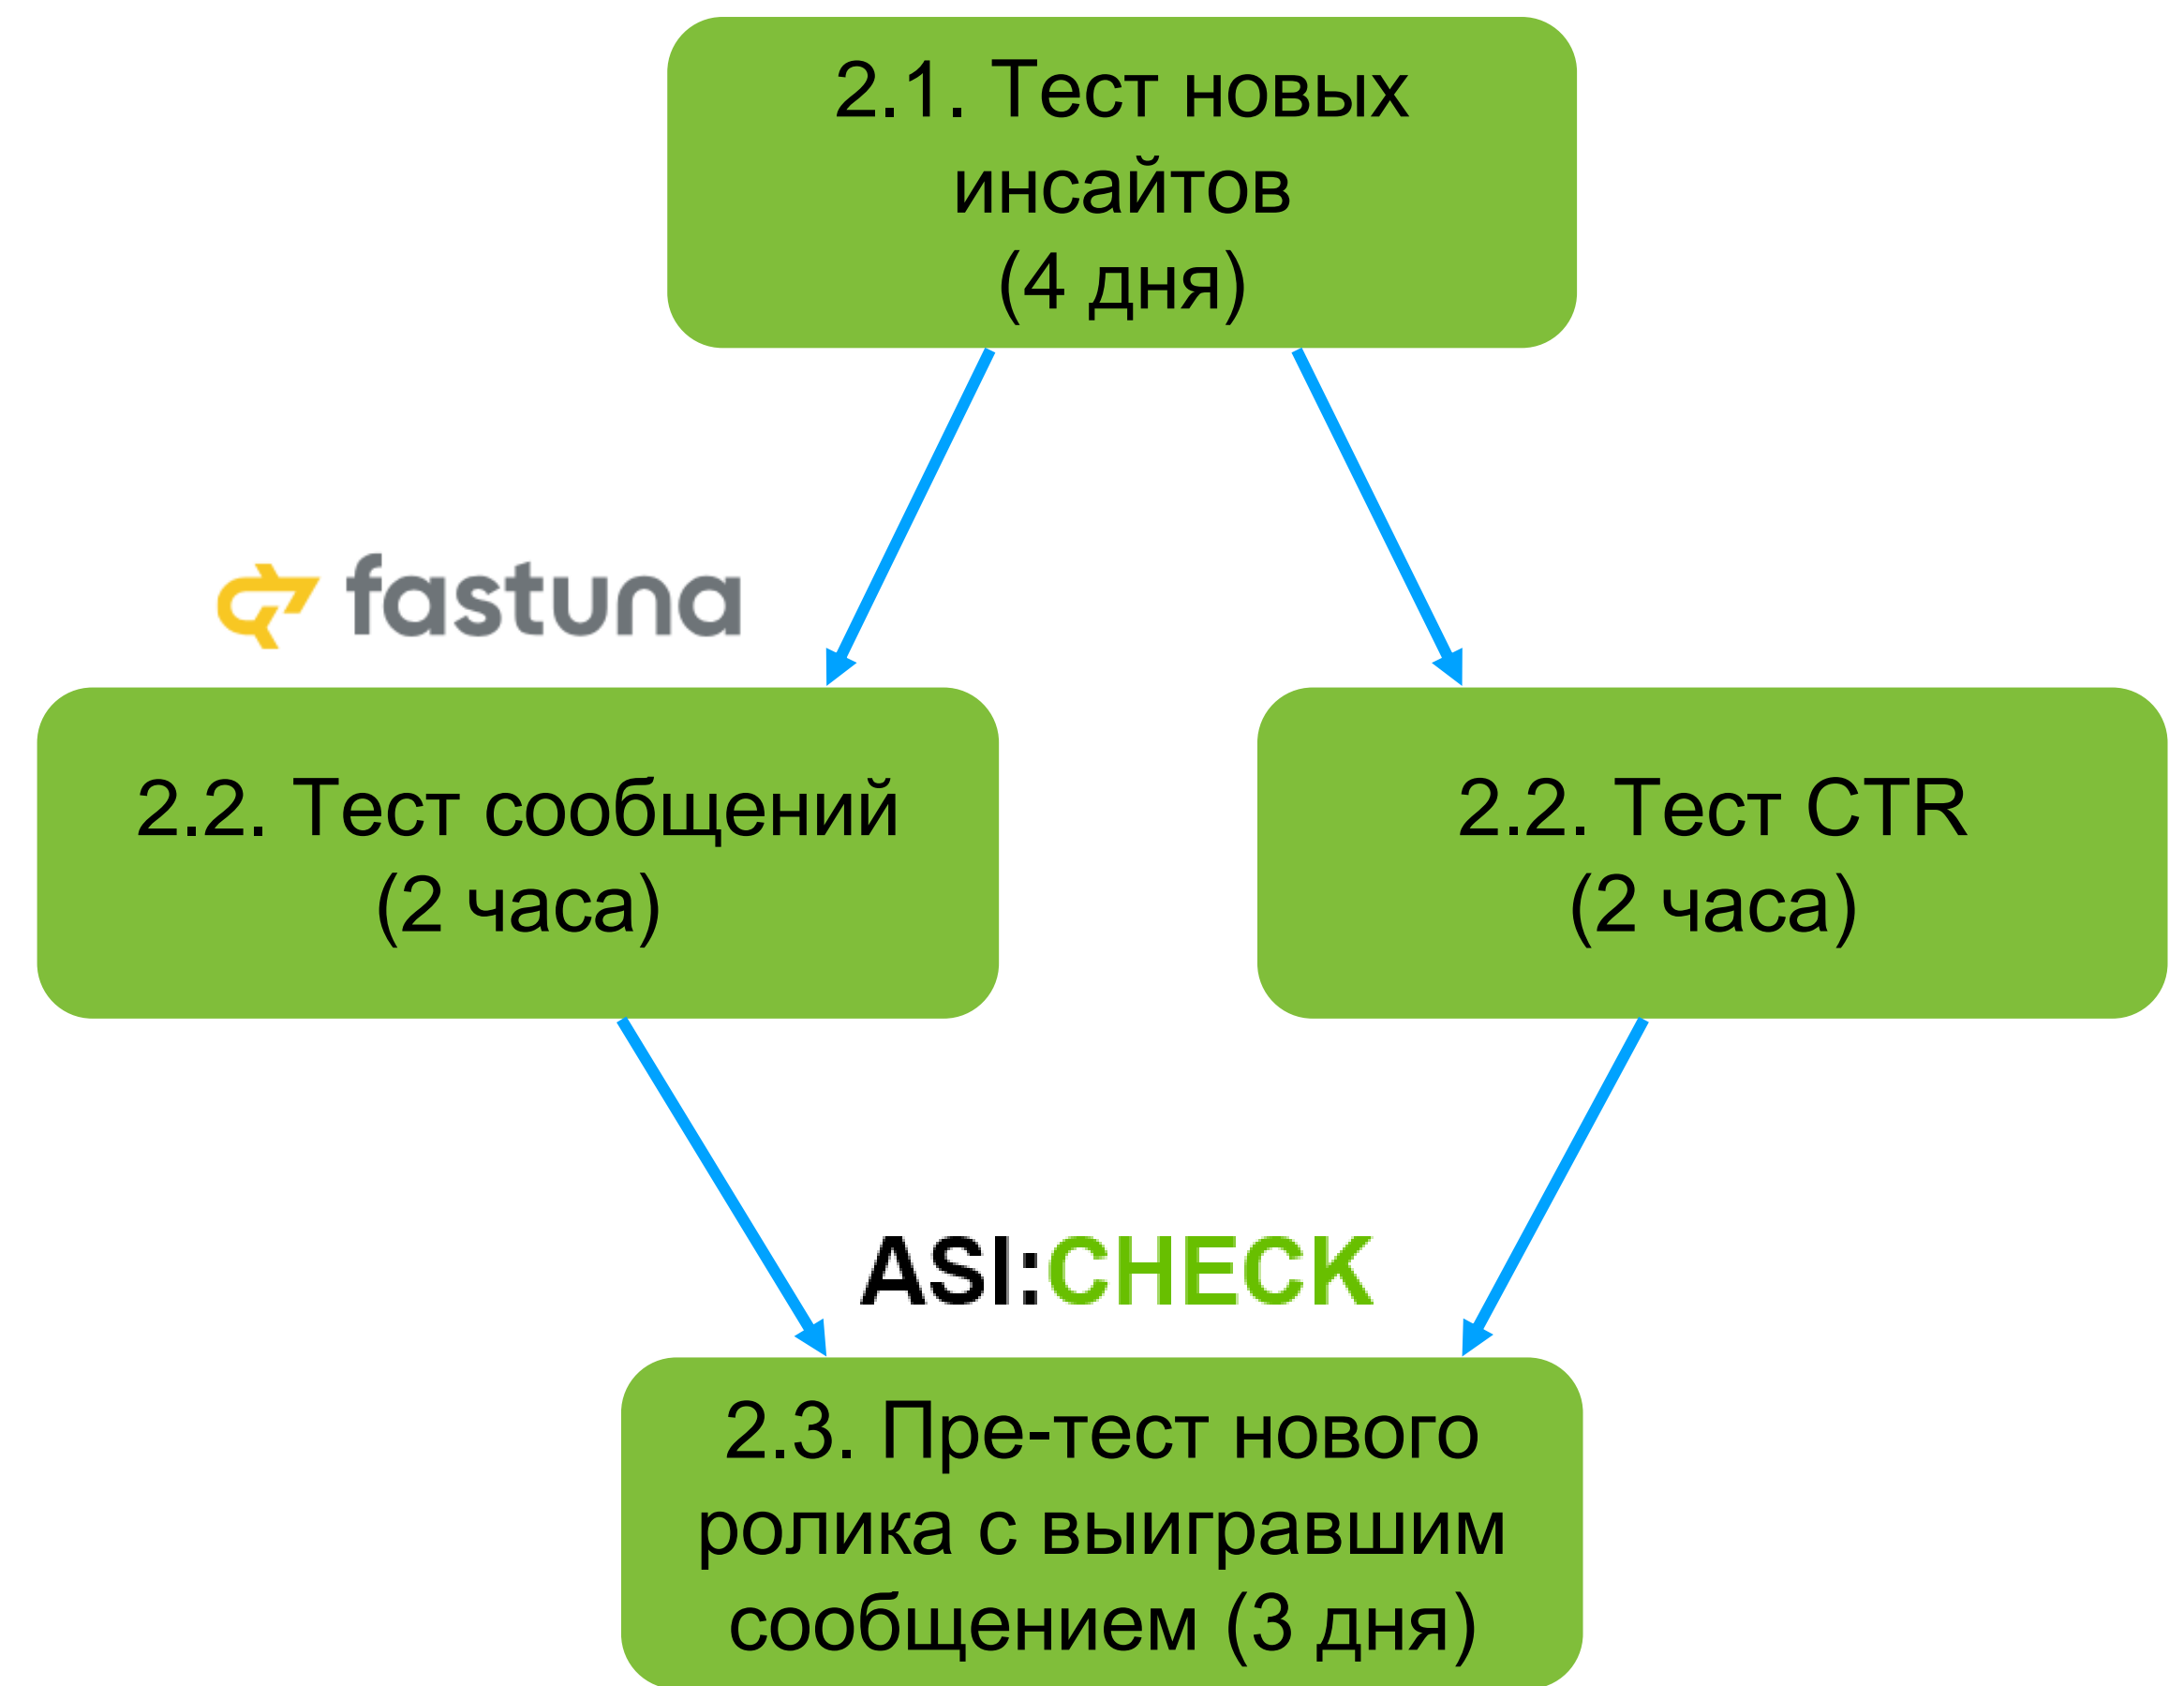 2.1. Тест новых
инсайтов
(4 дня)
fastuna
2.2. Тест сообщений
(2 часа)
2.2. Тест CTR
(2 часа)
ASI:CHECK
2.3. Пре-тест нового
ролика с выигравшим
сообщением (3 дня)